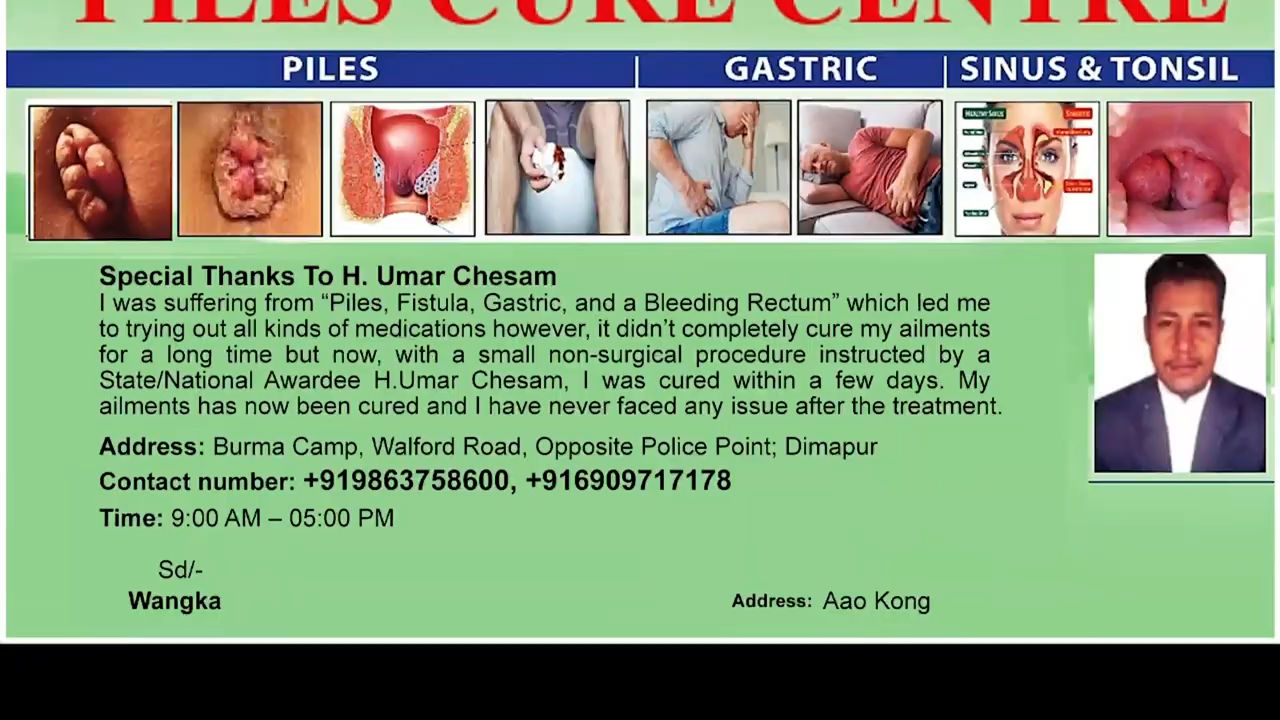 PILES CURE CENTRE
PILES | GASTRIC | SINUS & TONSIL
Special Thanks To H. Umar Chesam
I was suffering from “Piles, Fistula, Gastric, and a Bleeding Rectum” which led me
to trying out all kinds of medications however, it didn’t completely cure my ailments
for a long time but now, with a small non-surgical procedure instructed by a
State/National Awardee H.Umar Chesam, I was cured within a few days. My
ailments has now been cured and I have never faced any issue after the treatment.
Address: Burma Camp, Walford Road, Opposite Police Point; Dimapur
Contact number: +919863758600, +916909717178
Time: 9:00 AM – 05:00 PM
Sd/-
Wangka
Address: Aao Kong